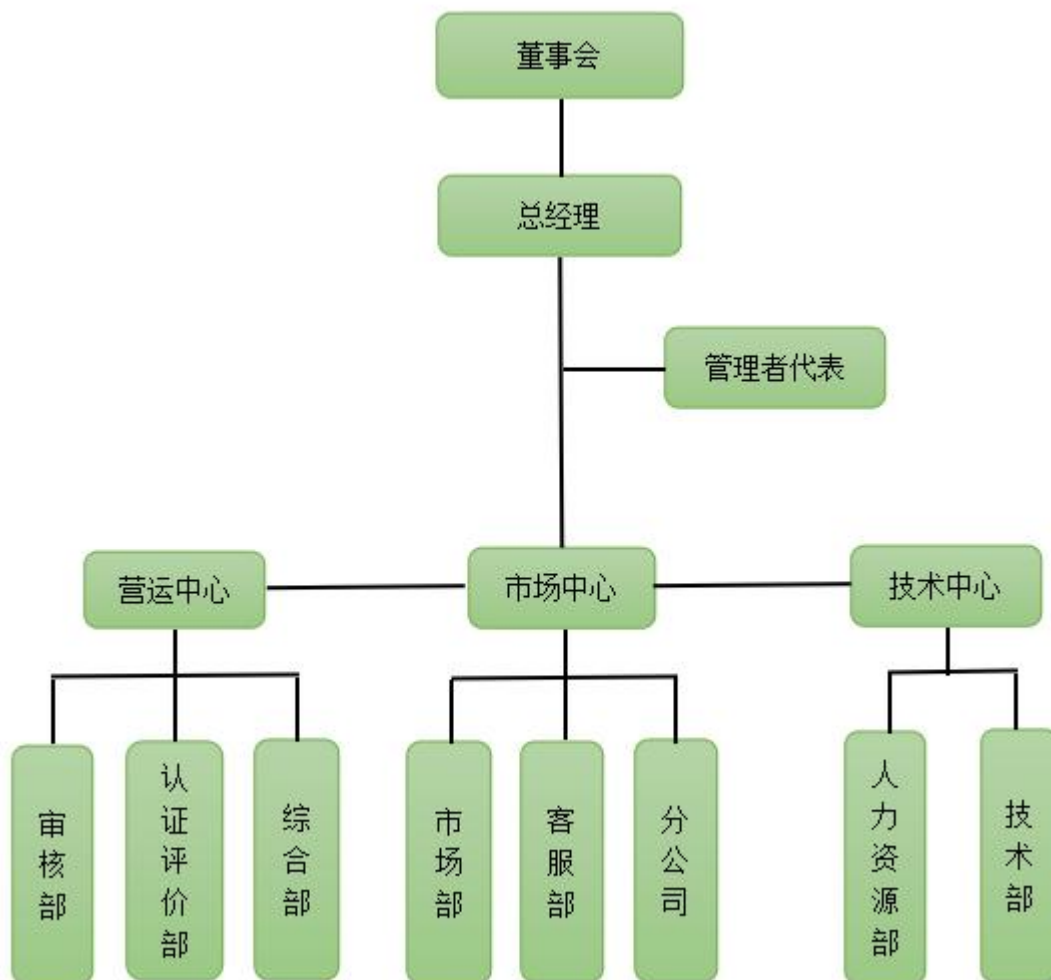 董事会
总经理
管理者代表
营运中心
市场中心
技术中心
审核部
认证评价部
综合部
市场部
客服部
分公司
人力资源部
技术部